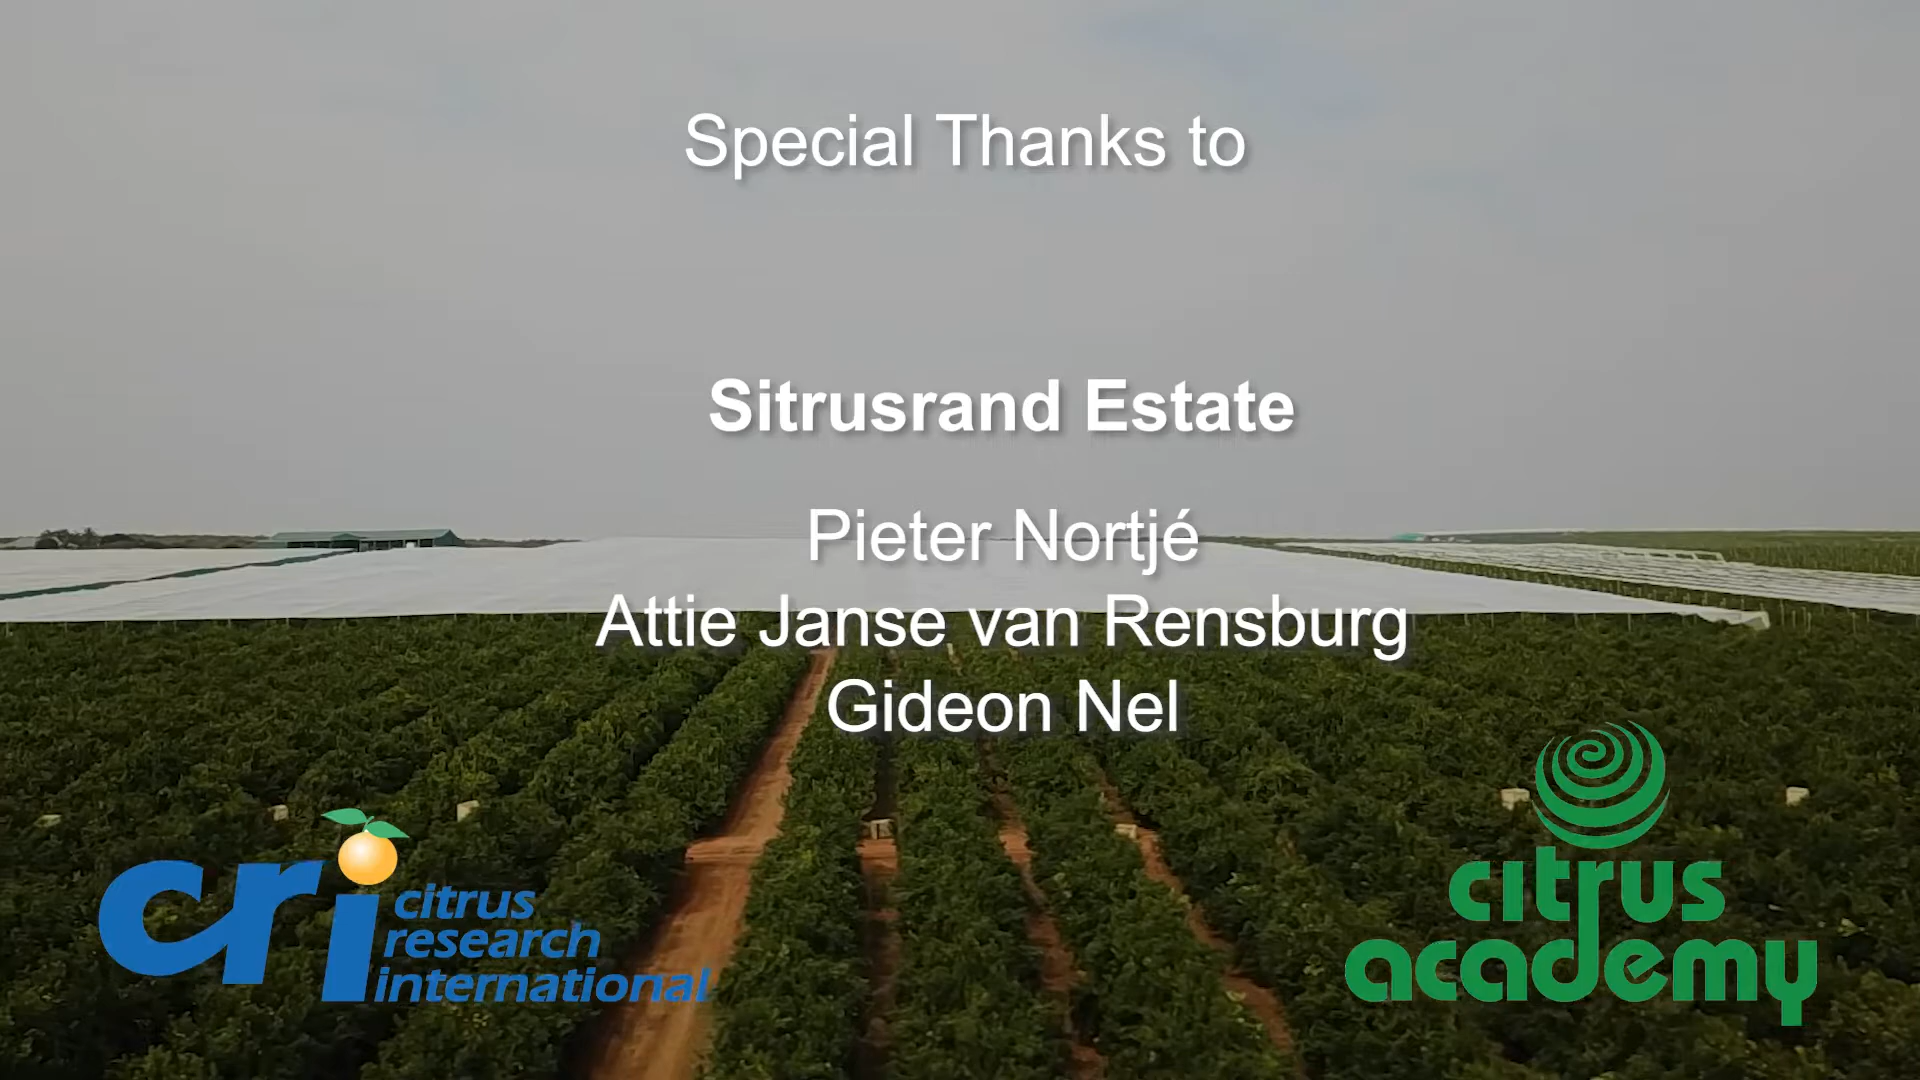 Special Thanks to
Sitrusrand Estate
Pieter Nortjé
Attie Janse van Rensburg
Gideon Nel
cri
citrus
research
international
citrus
academy